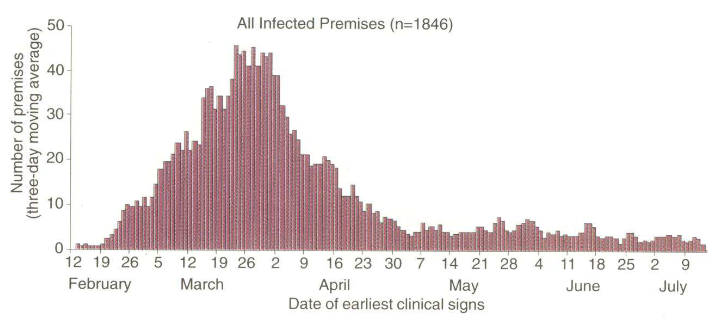 All Infected Premises (n=1846)
Number of premises
(three-day moving average)
50
40
30
20
10
0
12 19 26 5 12 19 26 2 9 16 23 30 7 14 21 28 4 11 18 25 2 9
February March April May June July
Date of earliest clinical signs